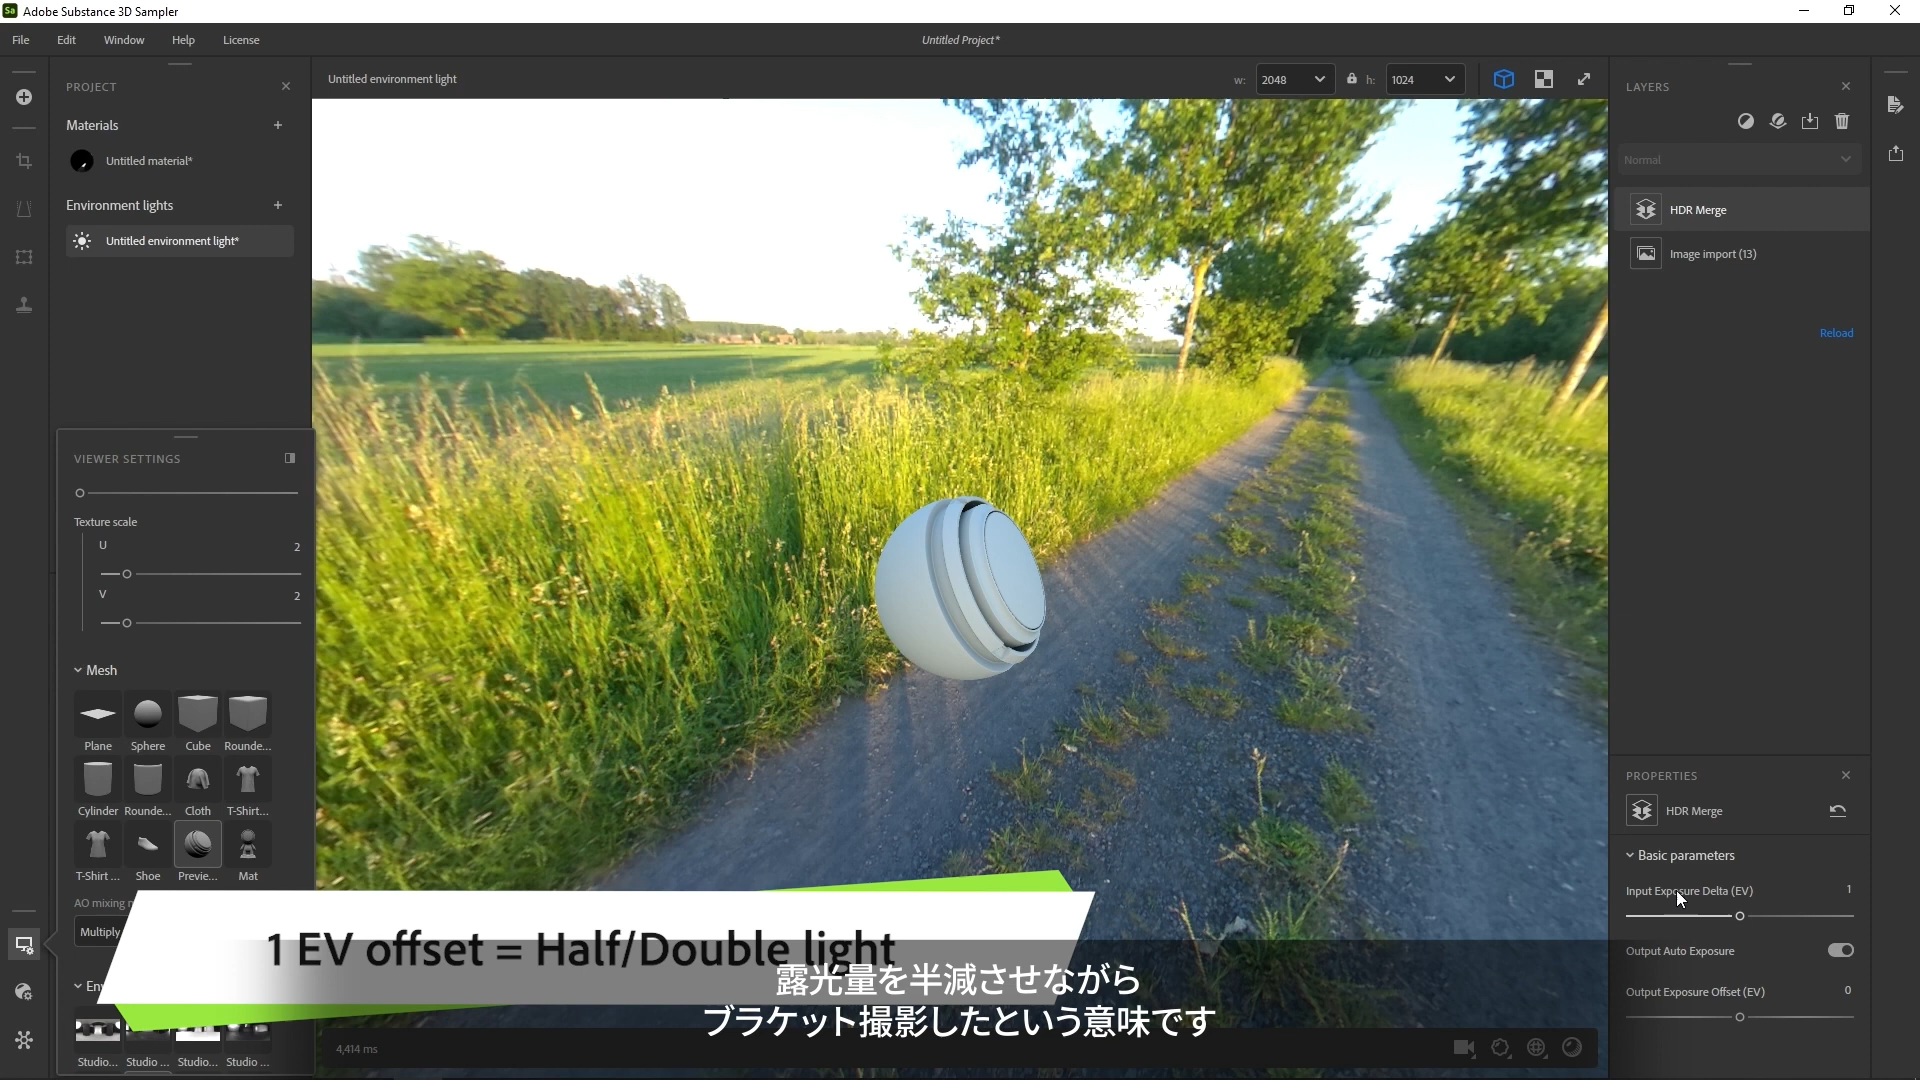 Sa Adobe Substance 3D Sampler
File Edit Window Help License
Untitled Project*
PROJECT
Materials
Untitled material*
Environment lights
Untitled environment light*
Untitled environment light
w: 2048 h: 1024
LAYERS
Normal
HDR Merge
Image import (13)
Reload
VIEWER SETTINGS
Texture scale
U 2
V 2
Mesh
Plane Sphere Cube Rounde...
Cylinder Rounde... Cloth T-Shirt...
T-Shirt ... Shoe Previe... Mat
AO mixing
Multiply
Studio... Studio ... Studio... Studio ...
PROPERTIES
HDR Merge
Basic parameters
Input Exposure Delta (EV) 1
Output Auto Exposure
Output Exposure Offset (EV) 0
1 EV offset = Half/Double light
露光量を半減させながら
ブラケット撮影したという意味です
4,414 ms